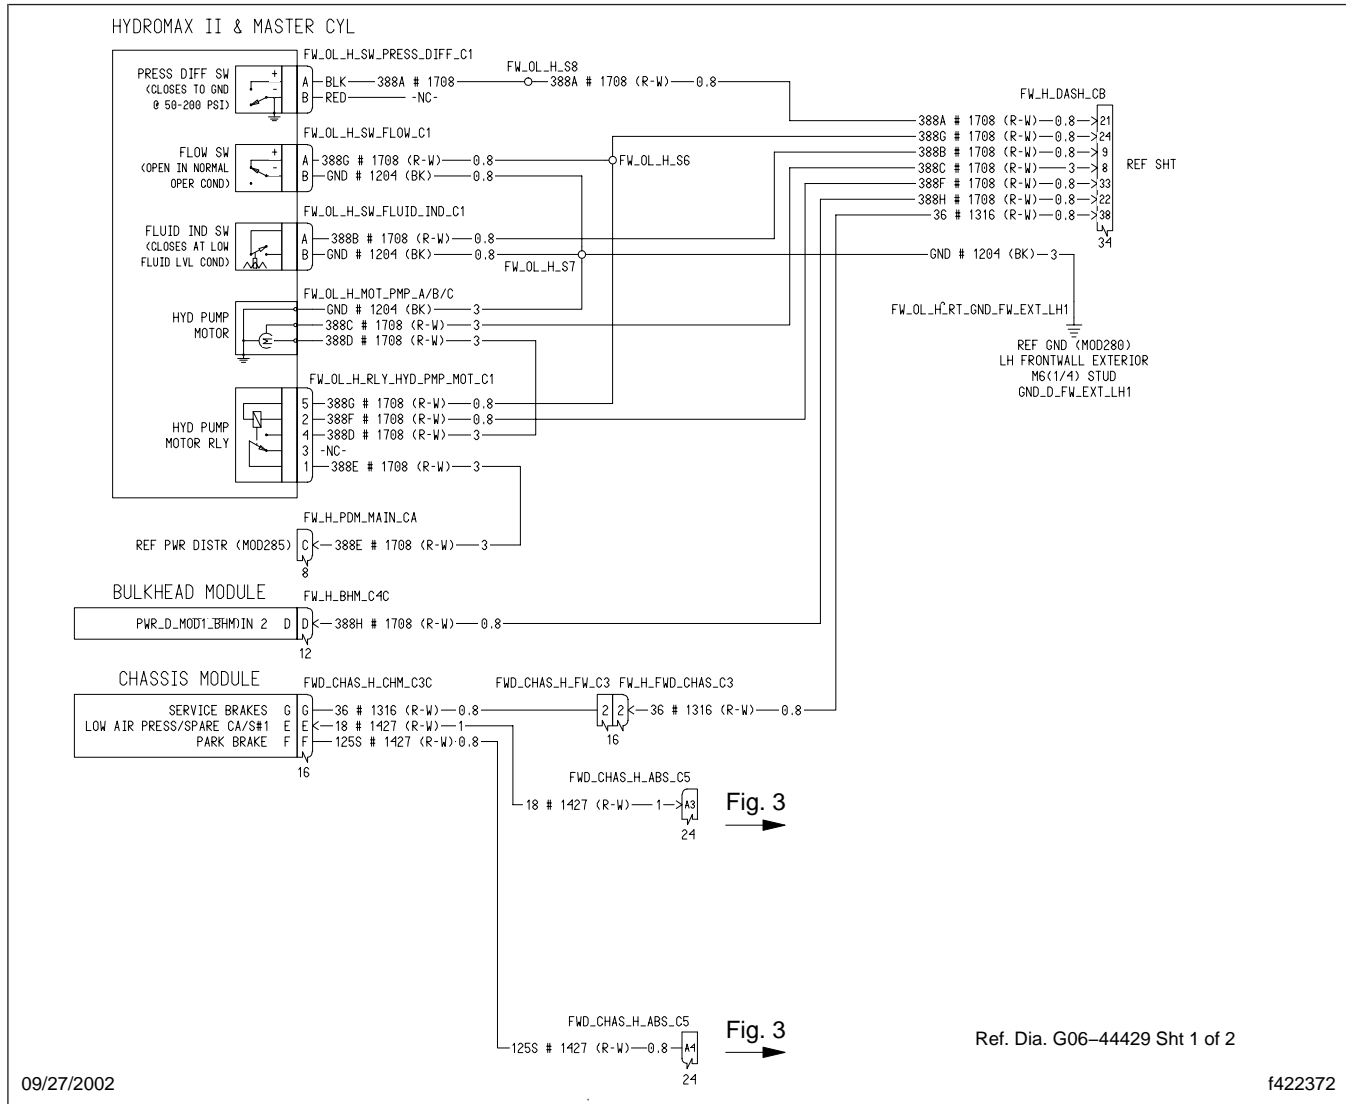 HYDROMAX II & MASTER CYL
FW_OL_H_SW_PRESS_DIFF_C1
PRESS DIFF SW
(CLOSES TO GND
@ 50-200 PSI)
+
-
A BLK 388A # 1708
FW_OL_H_S8
388A # 1708 (R-W) 0.8
B RED -NC-
FW_OL_H_SW_FLOW_C1
FLOW SW
(OPEN IN NORMAL
OPER COND)
+
-
A 388G # 1708 (R-W) 0.8
FW_OL_H_S6
B GND # 1204 (BK) 0.8
FW_OL_H_SW_FLUID_IND_C1
FLUID IND SW
(CLOSES AT LOW
FLUID LVL COND)
A 388B # 1708 (R-W) 0.8
B GND # 1204 (BK) 0.8
FW_OL_H_S7
FW_OL_H_MOT_PMP_A/B/C
HYD PUMP
MOTOR
M
GND # 1204 (BK) 3
388C # 1708 (R-W) 3
388D # 1708 (R-W) 3
FW_OL_H_RLY_HYD_PMP_MOT_C1
HYD PUMP
MOTOR RLY
5 388G # 1708 (R-W) 0.8
2 388F # 1708 (R-W) 0.8
4 388D # 1708 (R-W) 3
3 -NC-
1 388E # 1708 (R-W) 3
FW_H_DASH_CB
388A # 1708 (R-W) 0.8 21
388G # 1708 (R-W) 0.8 24
388B # 1708 (R-W) 0.8 9
388C # 1708 (R-W) 3 8
388F # 1708 (R-W) 0.8 33
388H # 1708 (R-W) 0.8 22
36 # 1316 (R-W) 0.8 38
34
REF SHT
GND # 1204 (BK) 3
FW_OL_H_RT_GND_FW_EXT_LH1
REF GND (MOD280)
LH FRONTWALL EXTERIOR
M6(1/4) STUD
GND_D_FW_EXT_LH1
FW_H_PDM_MAIN_CA
REF PWR DISTR (MOD285) C 388E # 1708 (R-W) 3
8
BULKHEAD MODULE
FW_H_BHM_C4C
PWR_D_MOD1_BHM)IN 2 D D 388H # 1708 (R-W) 0.8
12
CHASSIS MODULE
FWD_CHAS_H_CHM_C3C
FWD_CHAS_H_FW_C3 FW_H_FWD_CHAS_C3
SERVICE BRAKES G G 36 # 1316 (R-W) 0.8 2 2 36 # 1316 (R-W) 0.8
LOW AIR PRESS/SPARE CA/S#1 E E 18 # 1427 (R-W) 1
PARK BRAKE F F 125S # 1427 (R-W) 0.8
16
16
FWD_CHAS_H_ABS_C5
18 # 1427 (R-W) 1 A3
24
Fig. 3
FWD_CHAS_H_ABS_C5
125S # 1427 (R-W) 0.8 A4
24
Fig. 3
Ref. Dia. G06–44429 Sht 1 of 2
09/27/2002
f422372